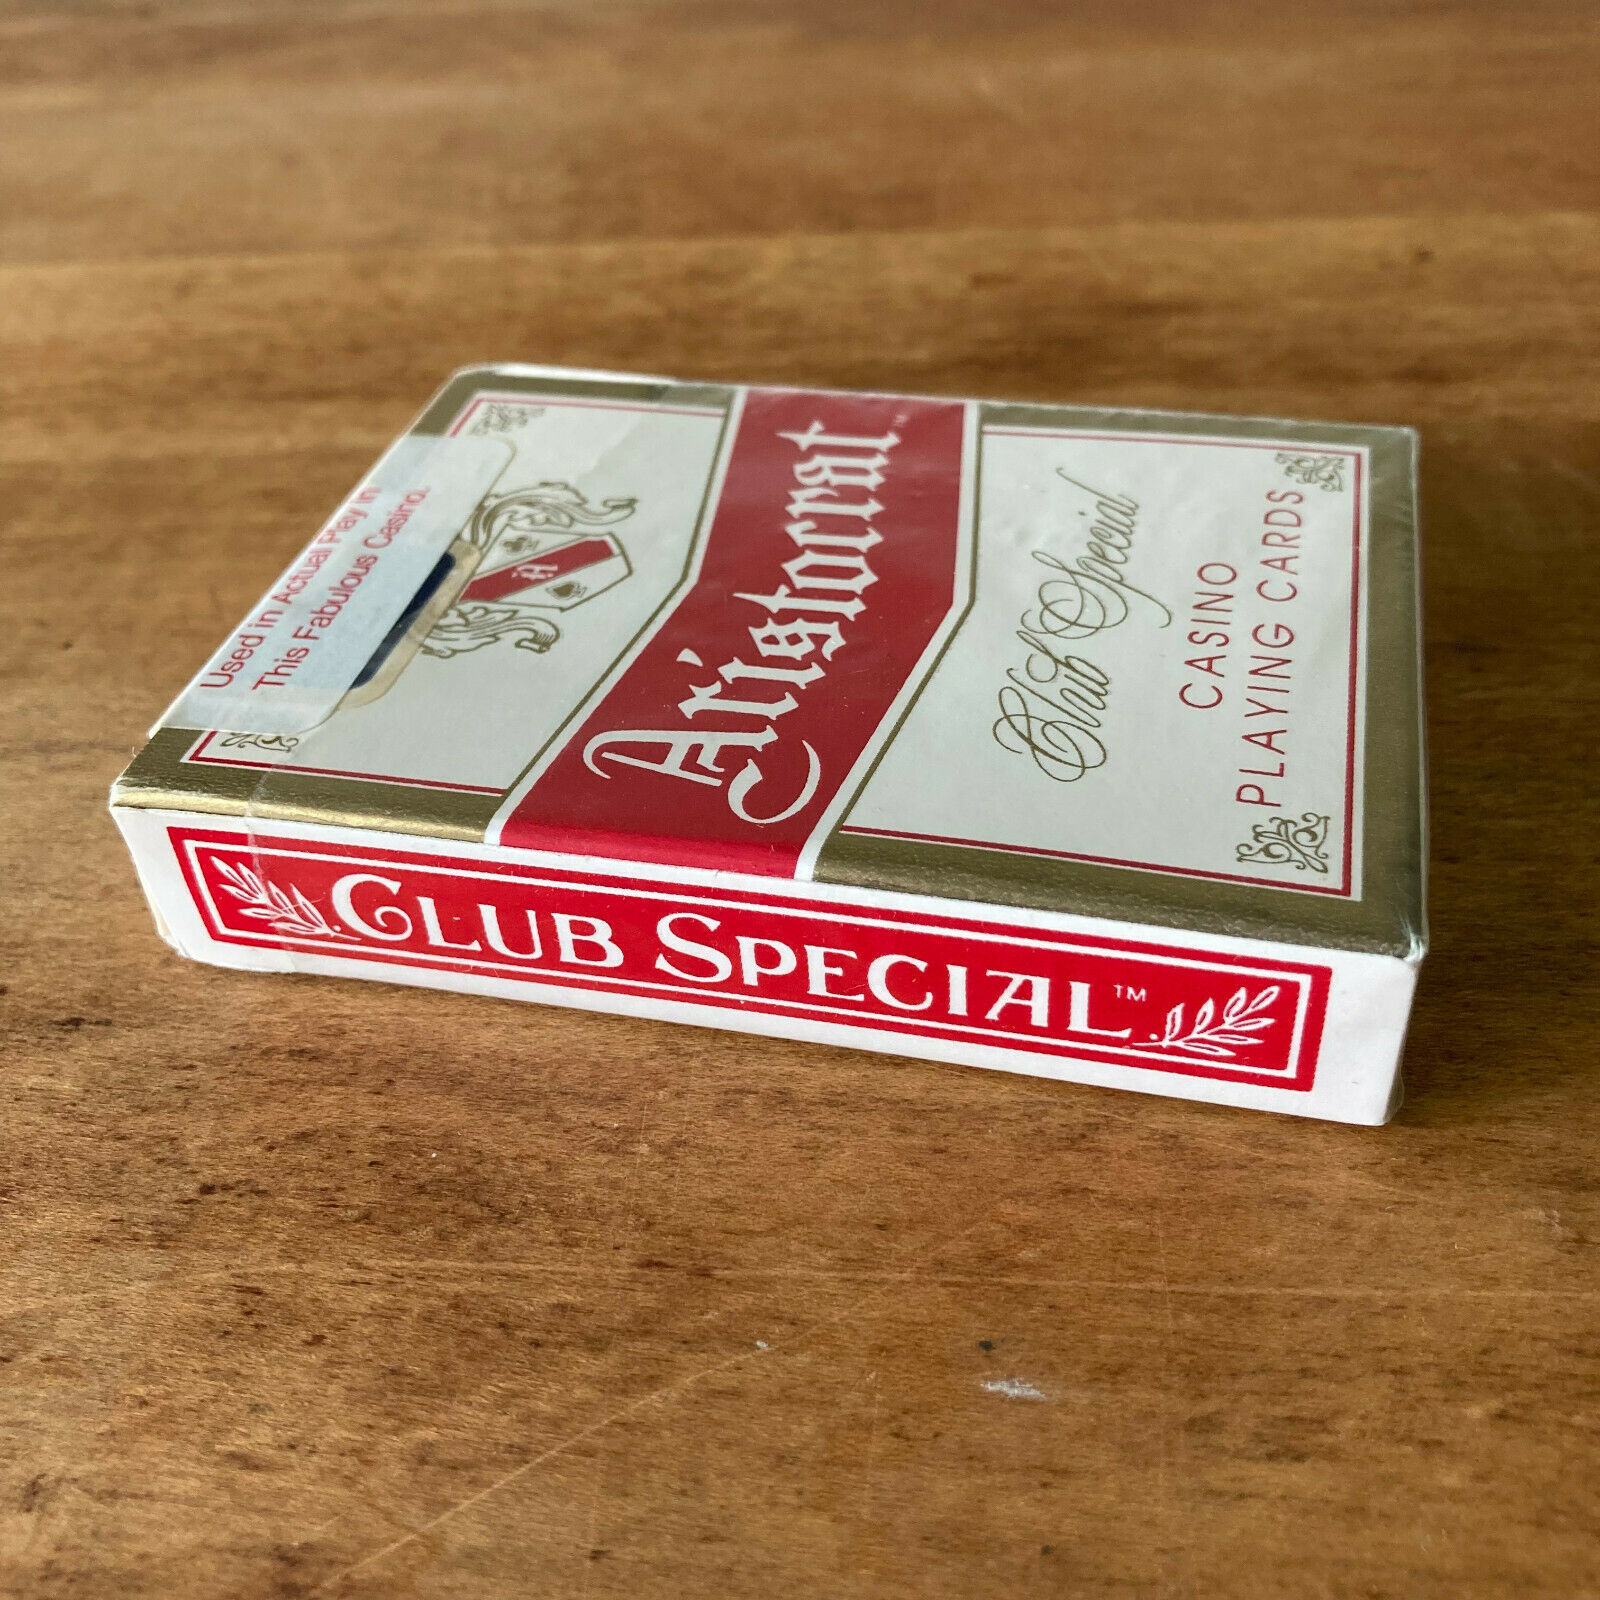 Used in Actual Play in
This Fabulous Casino.
A
Aristocrat™
Club Special
CASINO
PLAYING CARDS
CLUB SPECIAL™